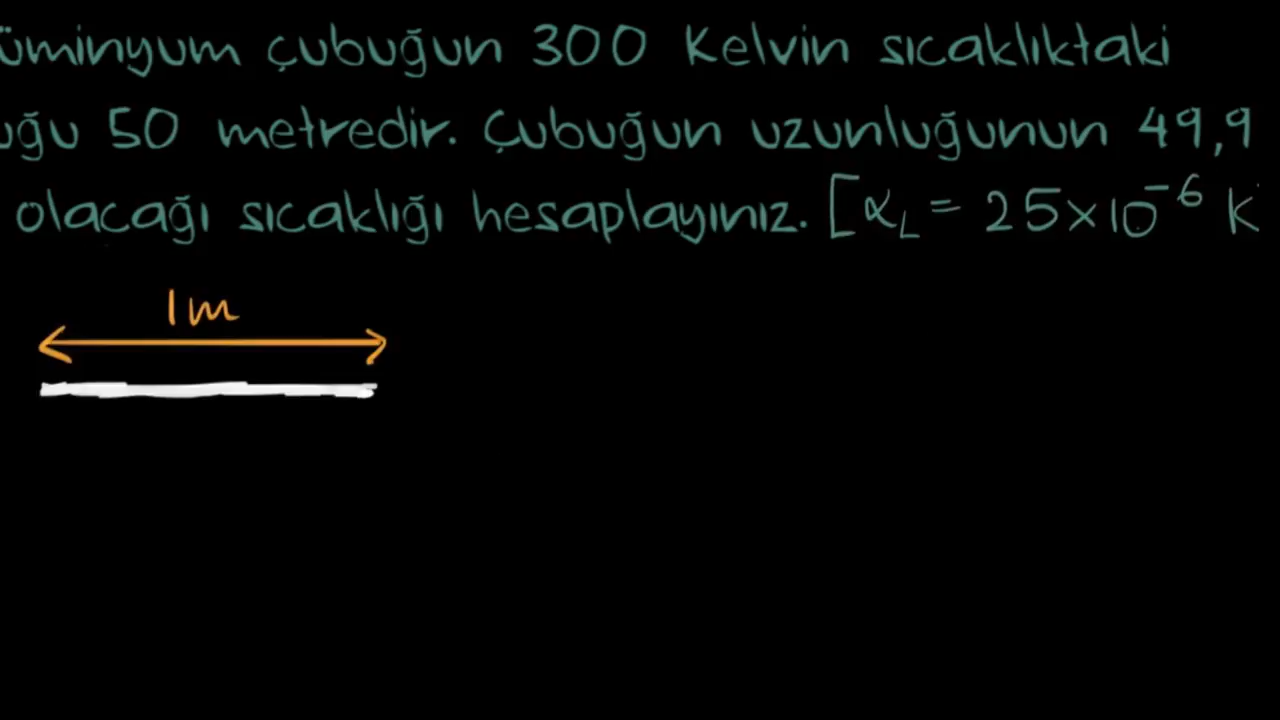 üminyum çubuğun 300 Kelvin sıcaklıktaki
uğu 50 metredir. Çubuğun uzunluğunun 49,9
olacağı sıcaklığı hesaplayınız. [αL = 25×10⁻⁶ K
1m